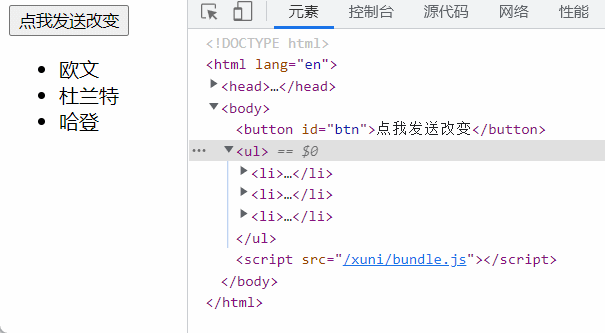 点我发送改变
欧文
杜兰特
哈登
元素 控制台 源代码 网络 性能
<!DOCTYPE html>
<html lang="en">
<head>…</head>
<body>
<button id="btn">点我发送改变</button>
<ul> == $0
<li>…</li>
<li>…</li>
<li>…</li>
</ul>
<script src="/xuni/bundle.js"></script>
</body>
</html>